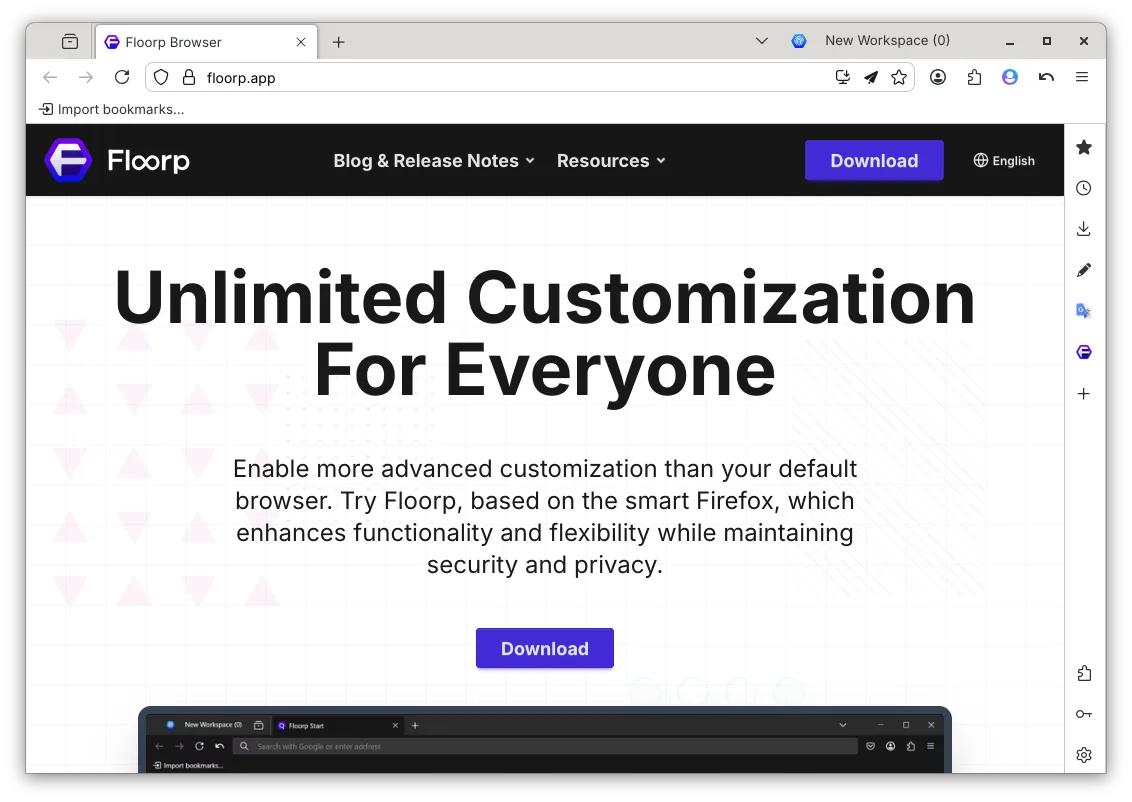 Floorp Browser
New Workspace (0)
floorp.app
Import bookmarks...
Floorp
Blog & Release Notes
Resources
Download
English
Unlimited Customization
For Everyone
Enable more advanced customization than your default
browser. Try Floorp, based on the smart Firefox, which
enhances functionality and flexibility while maintaining
security and privacy.
Download
New Workspace (0)
Floorp Start
Search with Google or enter address
Import bookmarks...